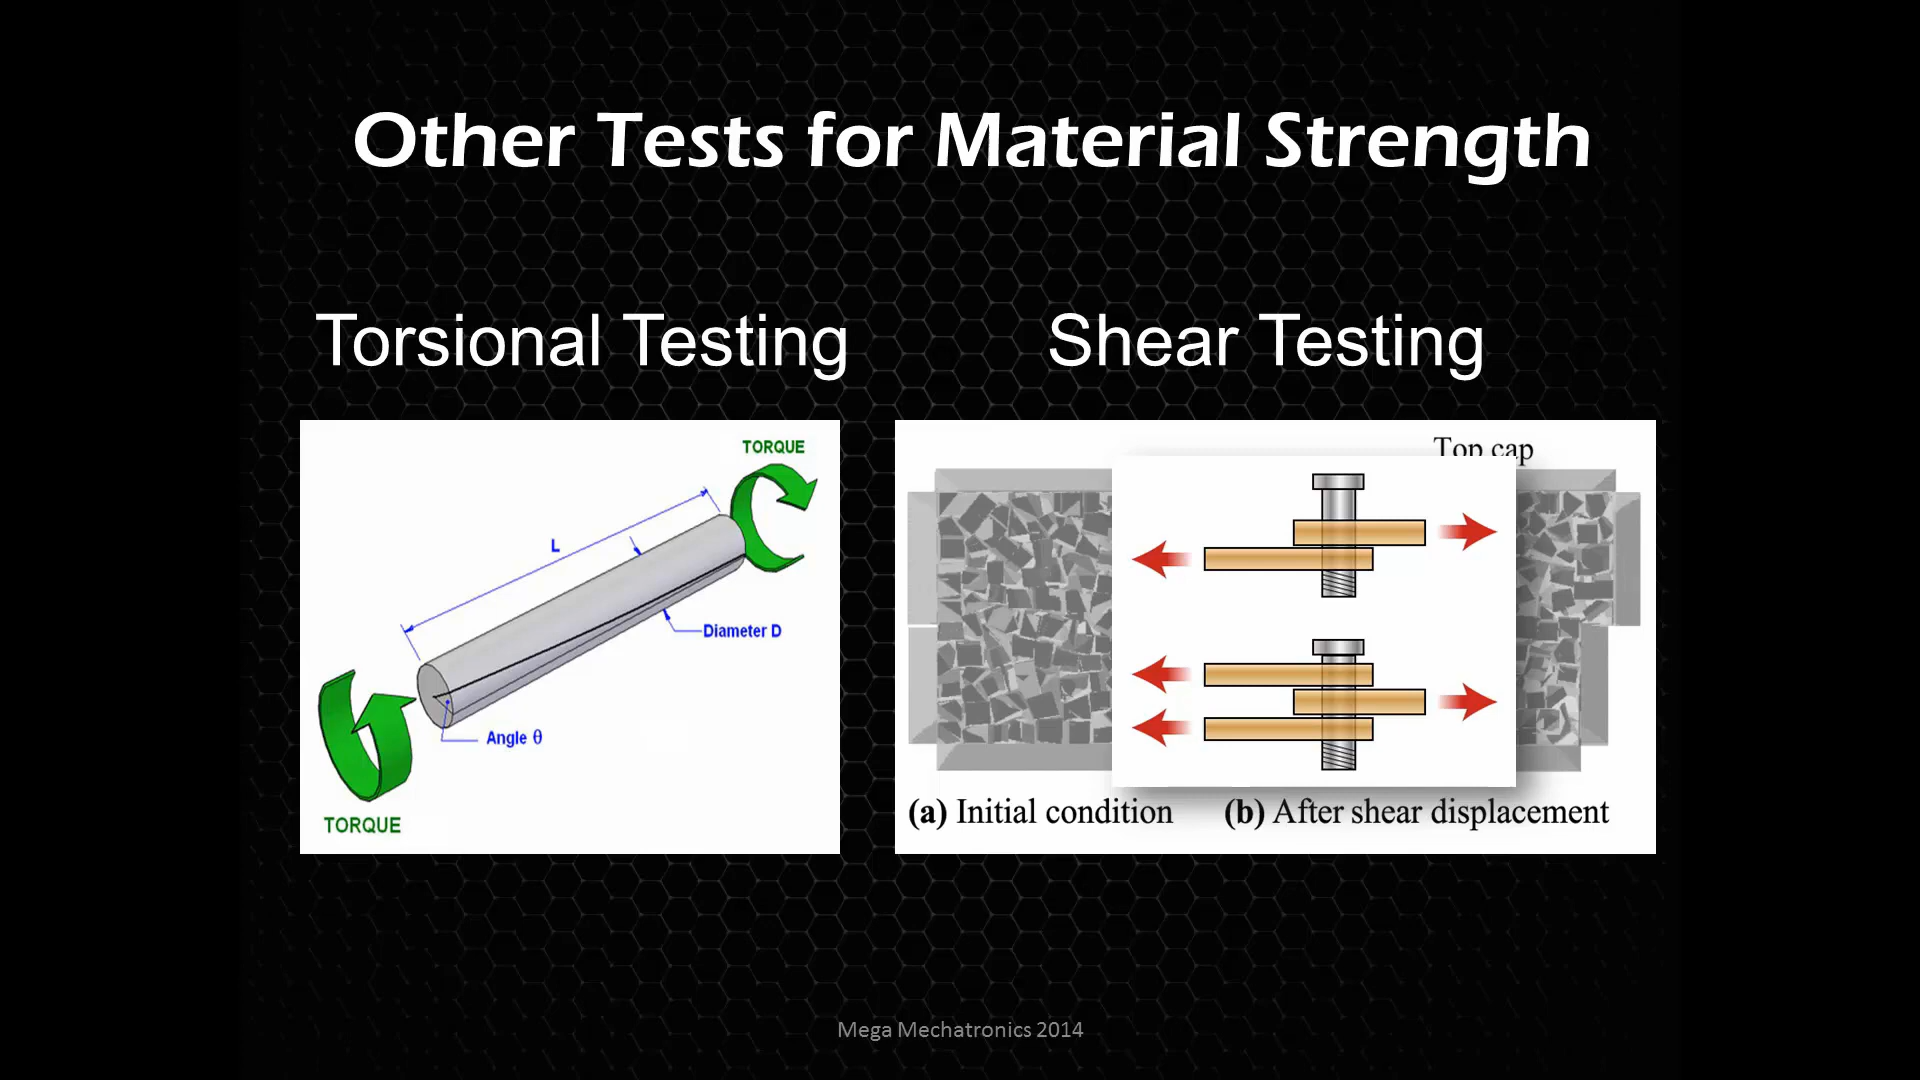 Other Tests for Material Strength
Torsional Testing
Shear Testing
TORQUE
L
Diameter D
Angle θ
TORQUE
Top cap
(a) Initial condition
(b) After shear displacement
Mega Mechatronics 2014